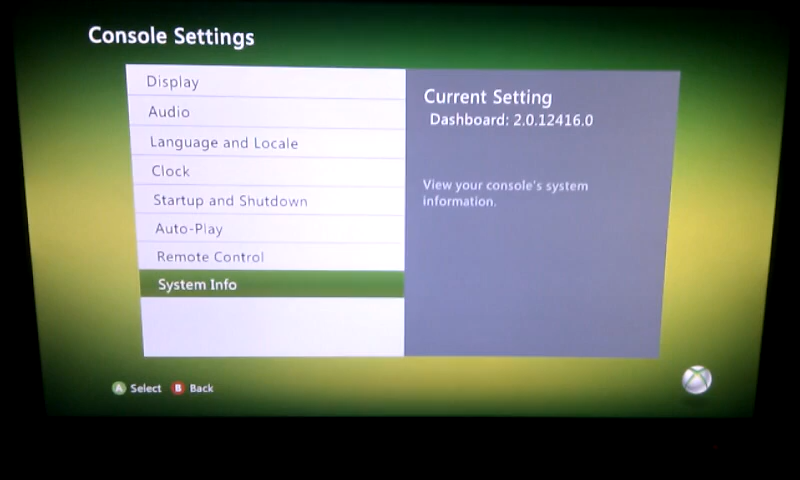 Console Settings
Display
Audio
Language and Locale
Clock
Startup and Shutdown
Auto-Play
Remote Control
System Info
Current Setting
Dashboard: 2.0.12416.0
View your console's system
information.
A Select B Back